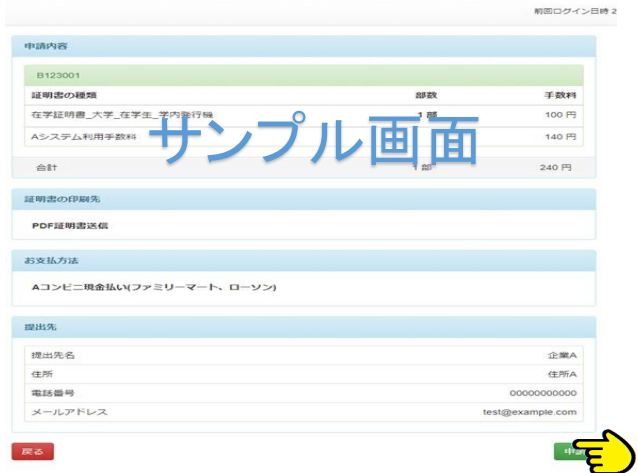 前回ログイン日時 2
申請内容
B123001
証明書の種類 部数 手数料
在学証明書_大学_在学生_学内発行機 1 部 100 円
Aシステム利用手数料 140 円
サンプル画面
合計 1 部 240 円
証明書の印刷先
PDF証明書送信
お支払方法
Aコンビニ現金払い(ファミリーマート、ローソン)
提出先
提出先名 企業A
住所 住所A
電話番号 00000000000
メールアドレス test@example.com
戻る 申請